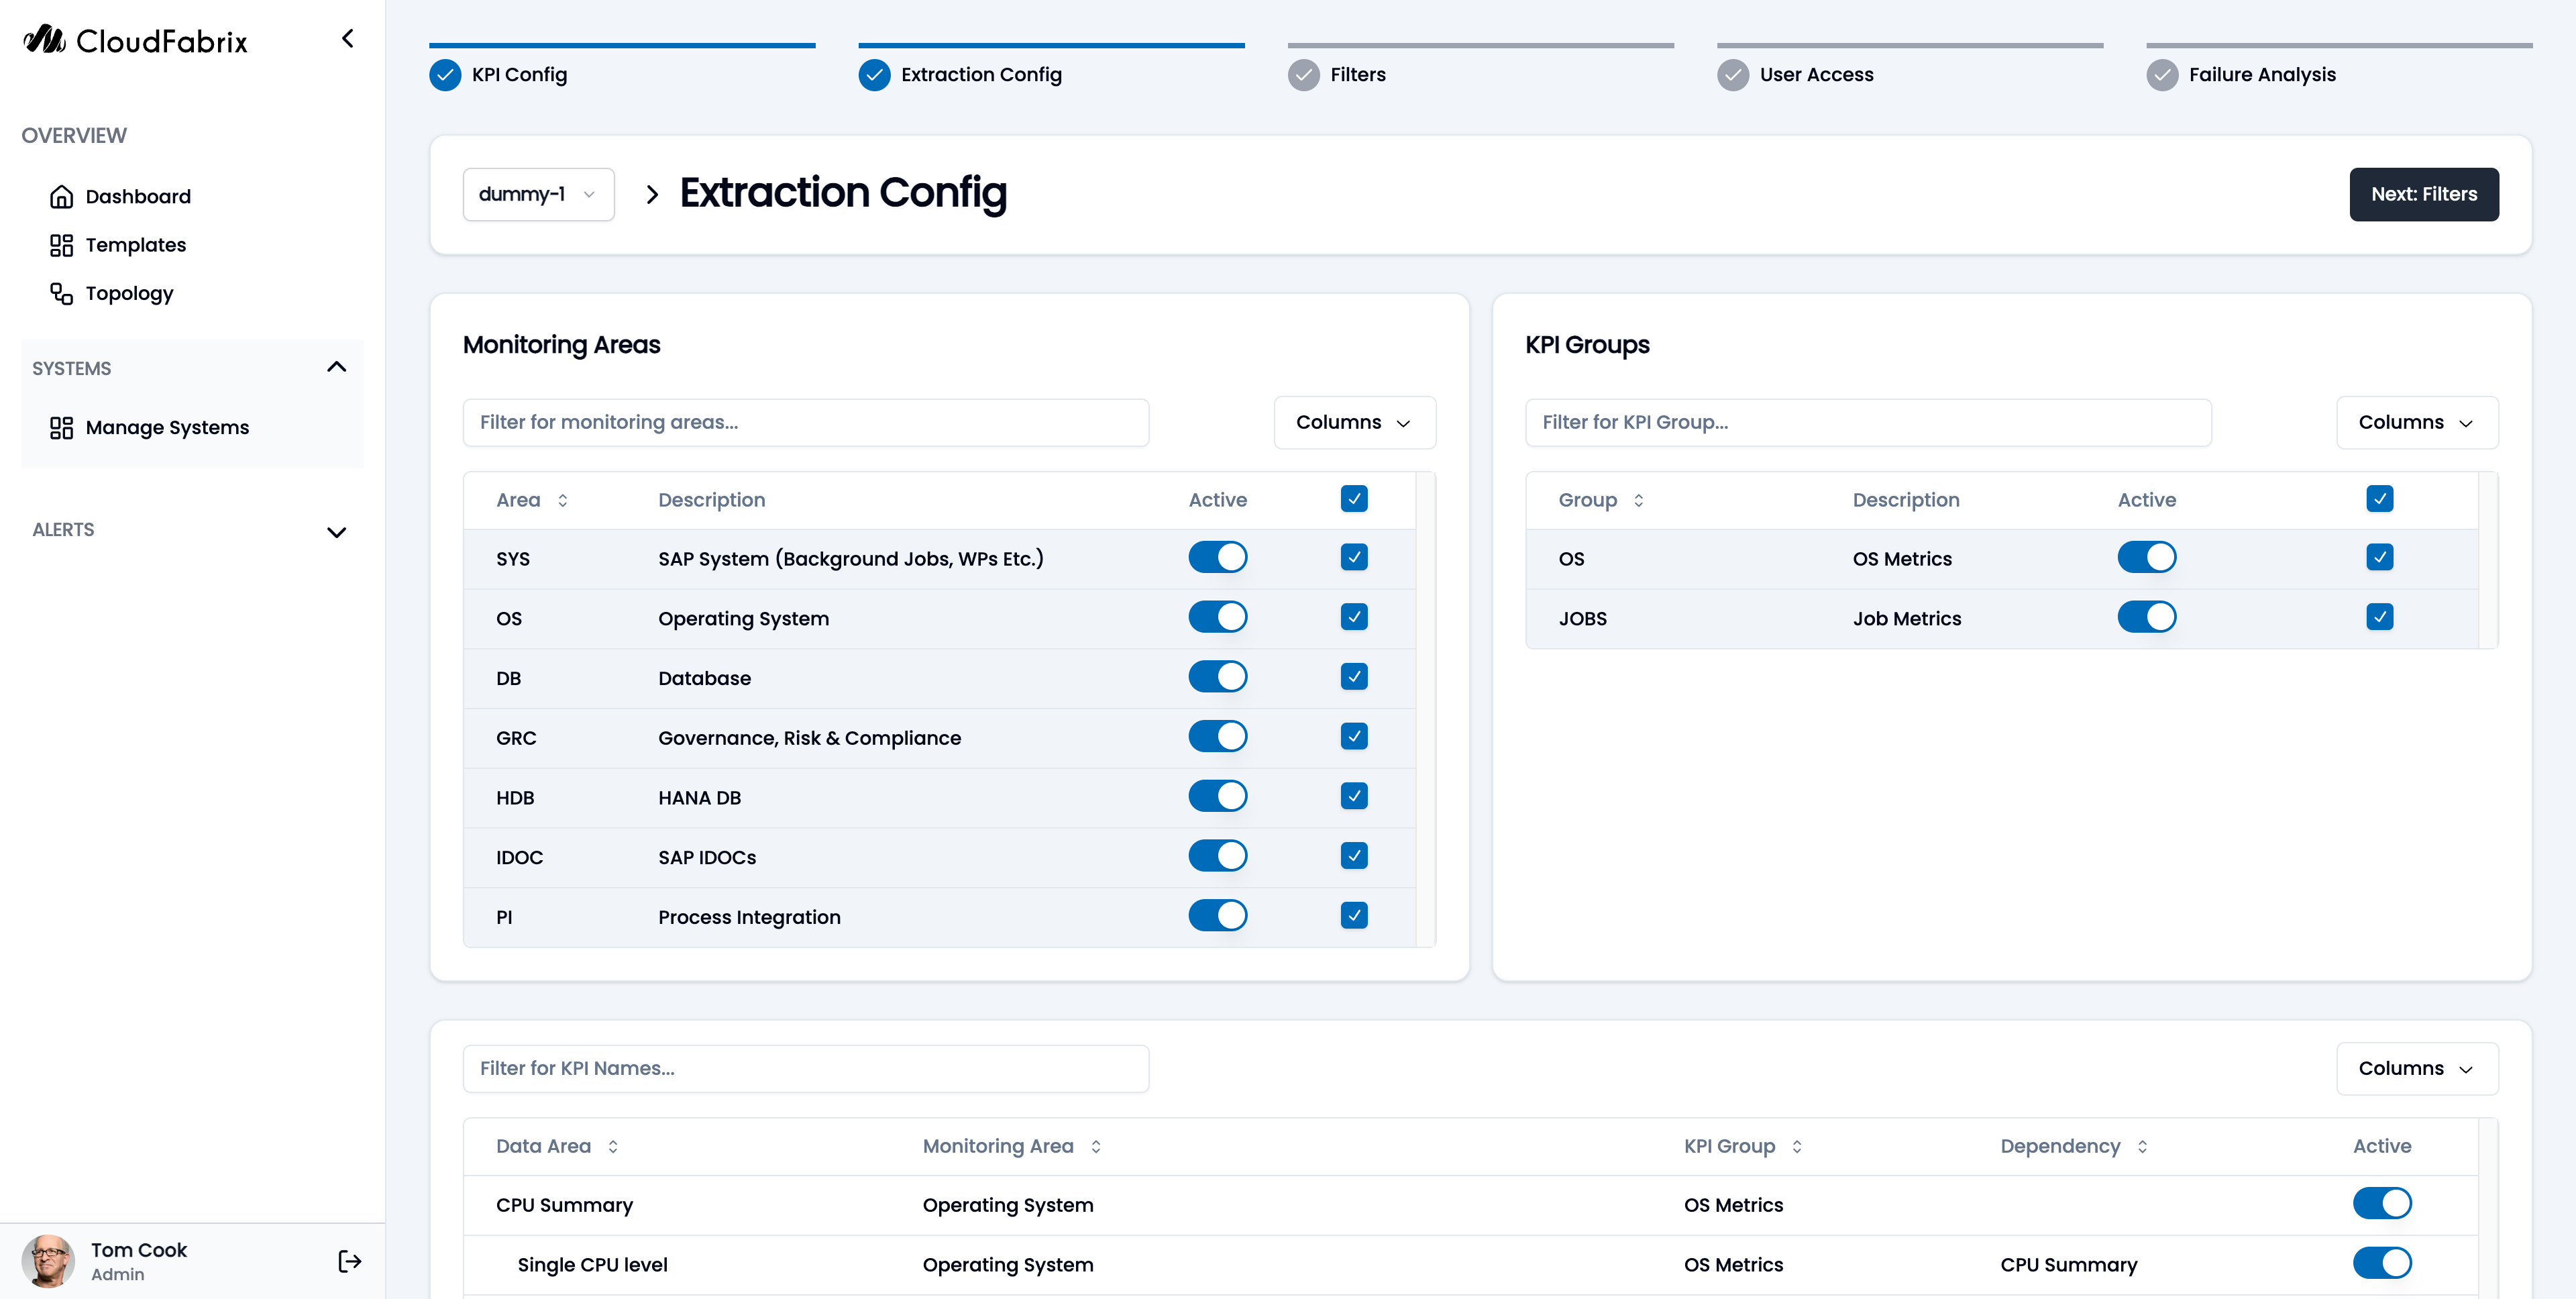 CloudFabrix
OVERVIEW
Dashboard
Templates
Topology
SYSTEMS
Manage Systems
ALERTS
Tom Cook
Admin
KPI Config
Extraction Config
Filters
User Access
Failure Analysis
dummy-1
Extraction Config
Next: Filters
Monitoring Areas
Filter for monitoring areas...
Columns
Area Description Active
SYS SAP System (Background Jobs, WPs Etc.)
OS Operating System
DB Database
GRC Governance, Risk & Compliance
HDB HANA DB
IDOC SAP IDOCs
PI Process Integration
KPI Groups
Filter for KPI Group...
Columns
Group Description Active
OS OS Metrics
JOBS Job Metrics
Filter for KPI Names...
Columns
Data Area Monitoring Area KPI Group Dependency Active
CPU Summary Operating System OS Metrics
Single CPU level Operating System OS Metrics CPU Summary